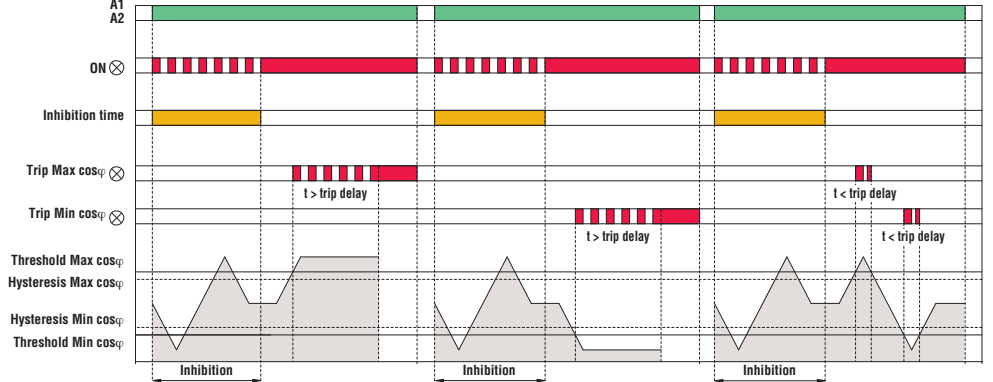 A1
A2
ON
Inhibition time
Trip Max cosφ
t > trip delay
t < trip delay
Trip Min cosφ
t > trip delay
t < trip delay
Threshold Max cosφ
Hysteresis Max cosφ
Hysteresis Min cosφ
Threshold Min cosφ
Inhibition
Inhibition
Inhibition